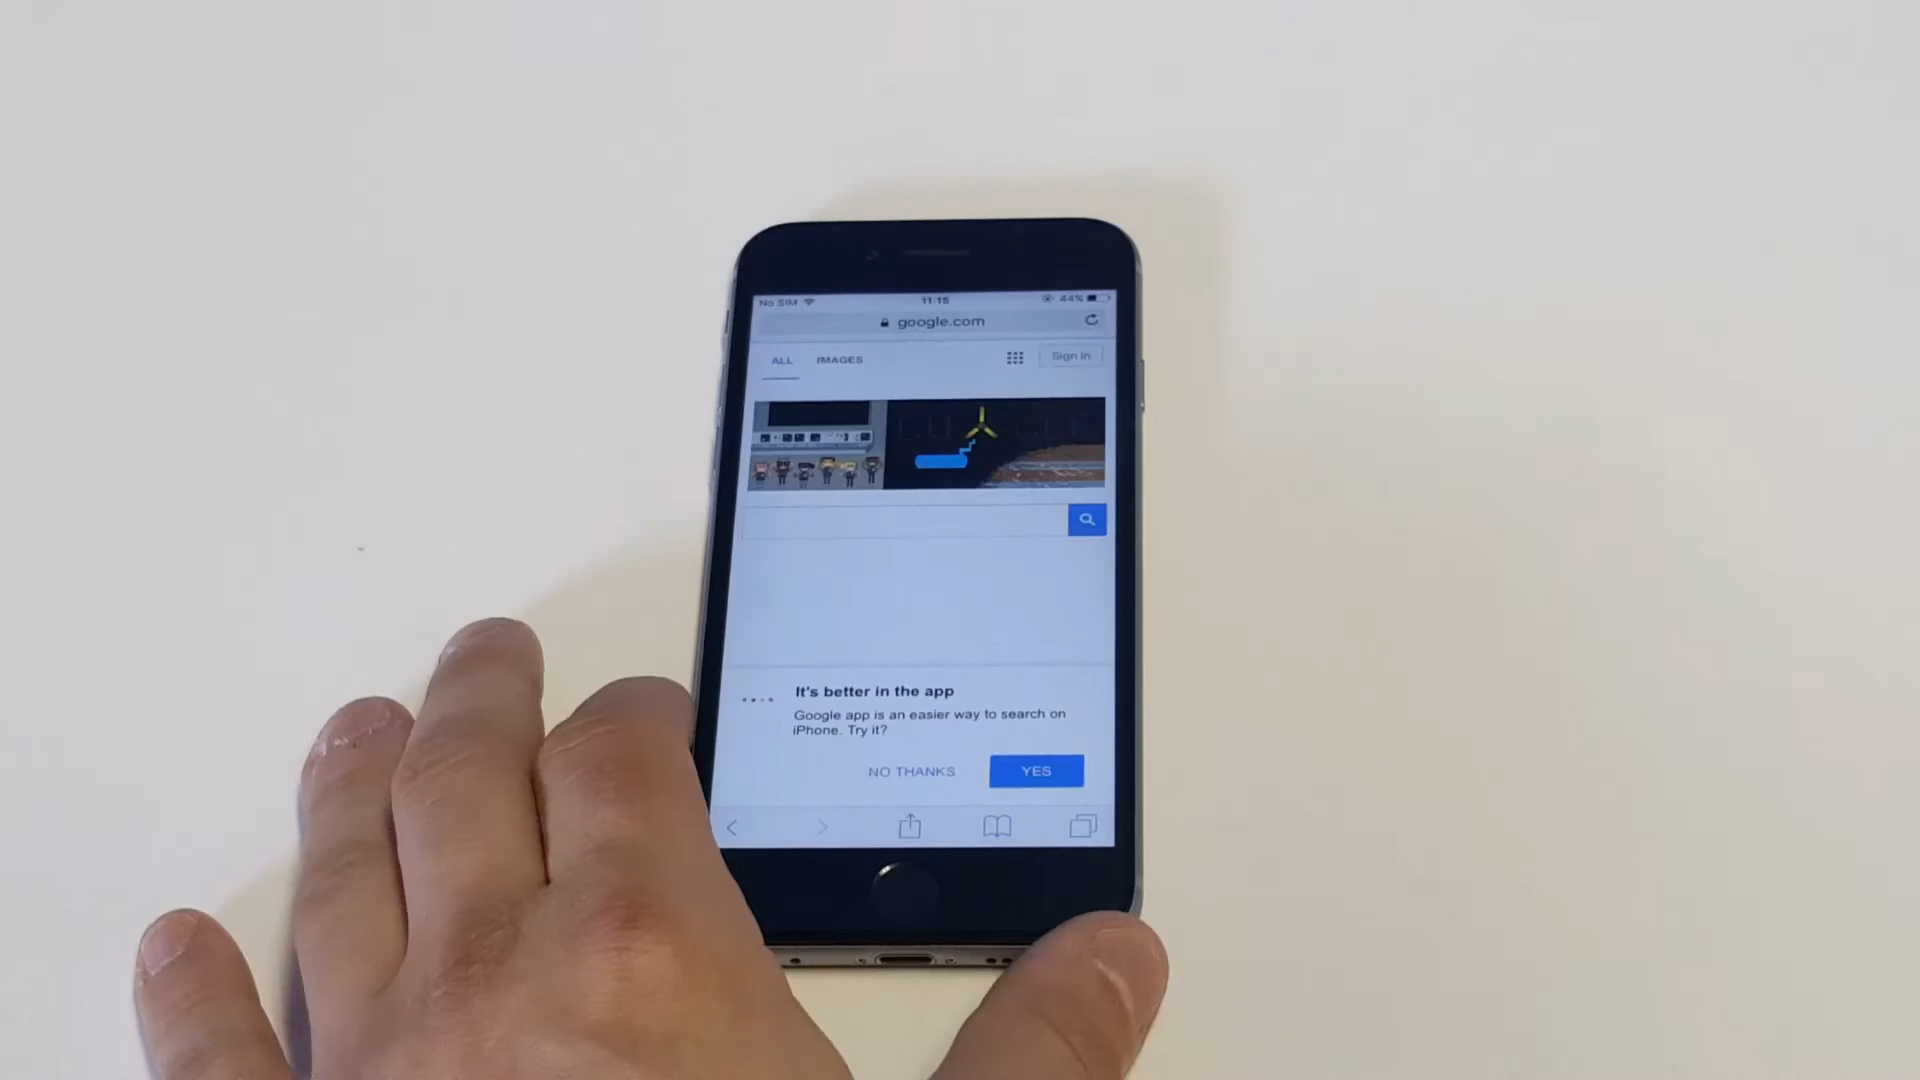 No SIM 11:15 44%
google.com
ALL IMAGES Sign in
It's better in the app
Google app is an easier way to search on
iPhone. Try it?
NO THANKS YES